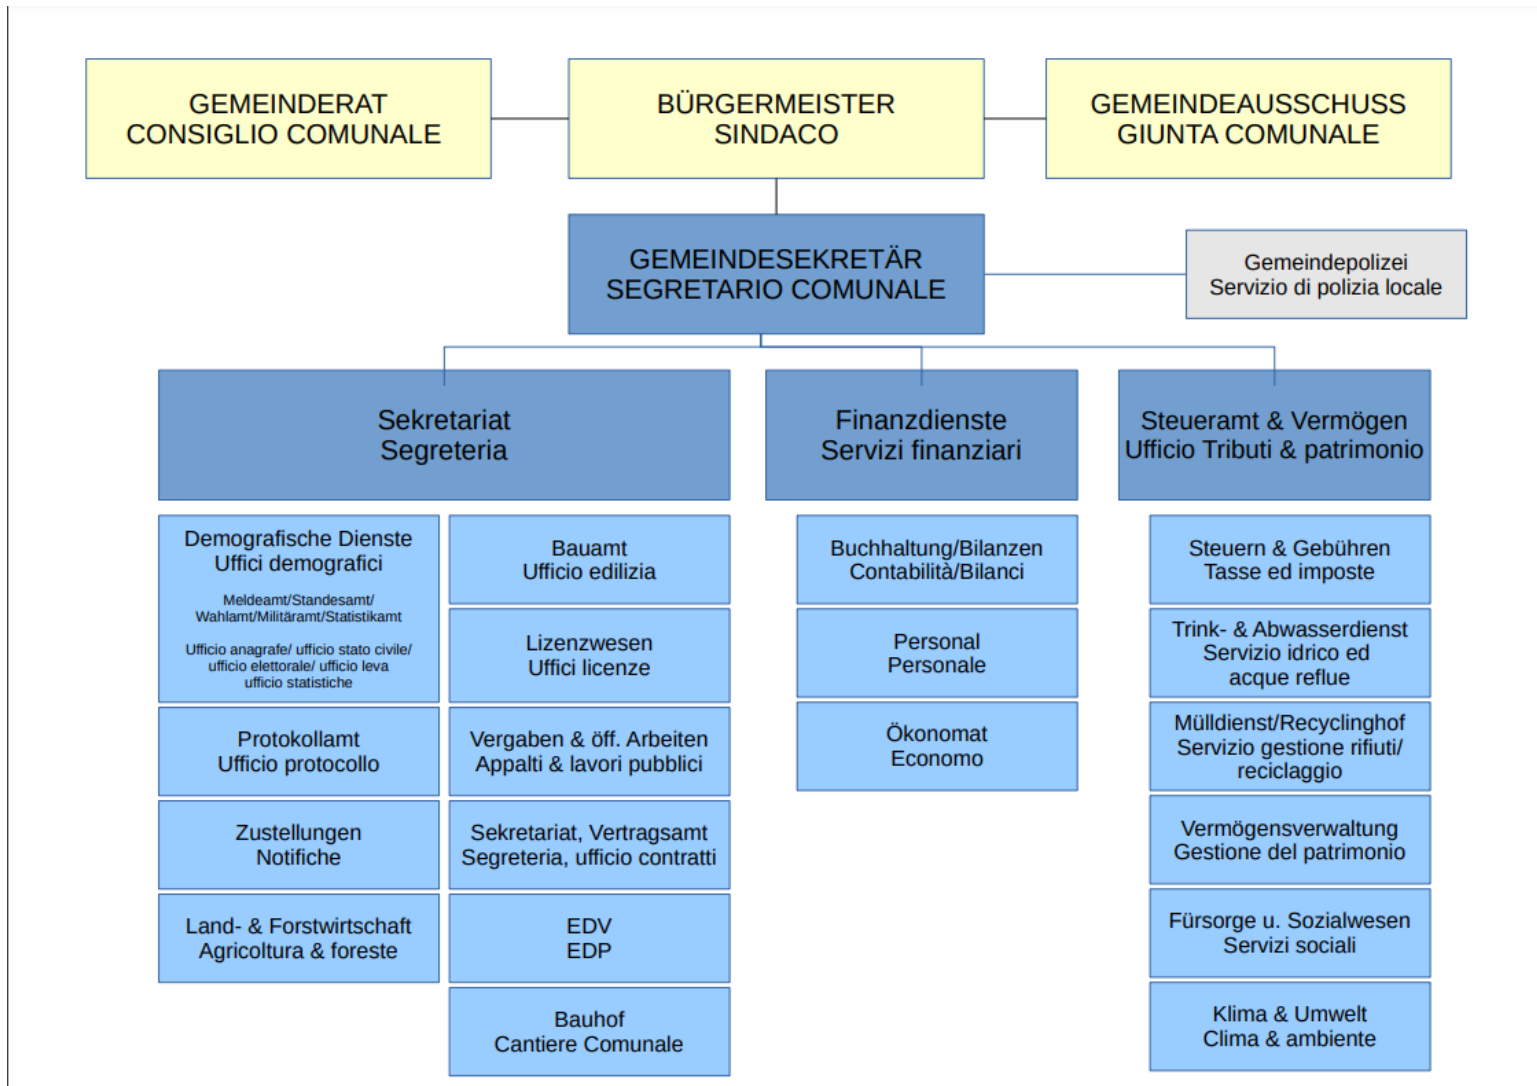 GEMEINDERAT
CONSIGLIO COMUNALE
BÜRGERMEISTER
SINDACO
GEMEINDEAUSSCHUSS
GIUNTA COMUNALE
GEMEINDESEKRETÄR
SEGRETARIO COMUNALE
Gemeindepolizei
Servizio di polizia locale
Sekretariat
Segreteria
Finanzdienste
Servizi finanziari
Steueramt & Vermögen
Ufficio Tributi & patrimonio
Demografische Dienste
Uffici demografici
Meldeamt/Standesamt/
Wahlamt/Militäramt/Statistikamt
Ufficio anagrafe/ ufficio stato civile/
ufficio elettorale/ ufficio leva
ufficio statistiche
Protokollamt
Ufficio protocollo
Zustellungen
Notifiche
Land- & Forstwirtschaft
Agricoltura & foreste
Bauamt
Ufficio edilizia
Lizenzwesen
Uffici licenze
Vergaben & öff. Arbeiten
Appalti & lavori pubblici
Sekretariat, Vertragsamt
Segreteria, ufficio contratti
EDV
EDP
Bauhof
Cantiere Comunale
Buchhaltung/Bilanzen
Contabilità/Bilanci
Personal
Personale
Ökonomat
Economo
Steuern & Gebühren
Tasse ed imposte
Trink- & Abwasserdienst
Servizio idrico ed
acque reflue
Mülldienst/Recyclinghof
Servizio gestione rifiuti/
reciclaggio
Vermögensverwaltung
Gestione del patrimonio
Fürsorge u. Sozialwesen
Servizi sociali
Klima & Umwelt
Clima & ambiente